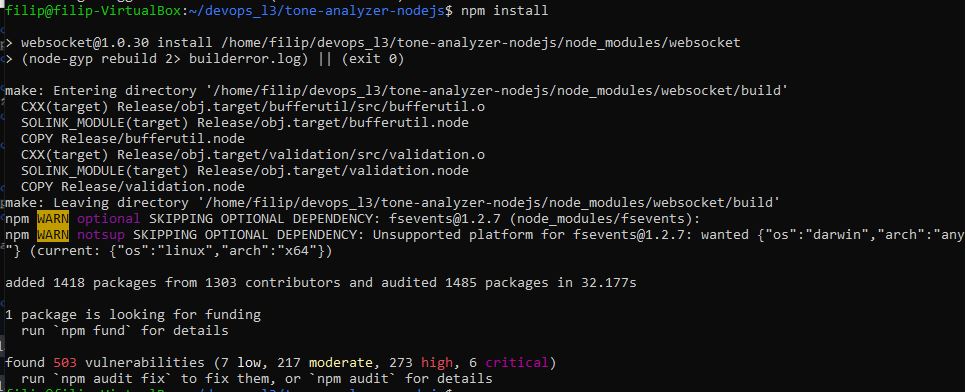 filip@filip-VirtualBox:~/devops_l3/tone-analyzer-nodejs$ npm install
> websocket@1.0.30 install /home/filip/devops_l3/tone-analyzer-nodejs/node_modules/websocket
> (node-gyp rebuild 2> builderror.log) || (exit 0)
make: Entering directory '/home/filip/devops_l3/tone-analyzer-nodejs/node_modules/websocket/build'
CXX(target) Release/obj.target/bufferutil/src/bufferutil.o
SOLINK_MODULE(target) Release/obj.target/bufferutil.node
COPY Release/bufferutil.node
CXX(target) Release/obj.target/validation/src/validation.o
SOLINK_MODULE(target) Release/obj.target/validation.node
COPY Release/validation.node
make: Leaving directory '/home/filip/devops_l3/tone-analyzer-nodejs/node_modules/websocket/build'
npm WARN optional SKIPPING OPTIONAL DEPENDENCY: fsevents@1.2.7 (node_modules/fsevents):
npm WARN notsup SKIPPING OPTIONAL DEPENDENCY: Unsupported platform for fsevents@1.2.7: wanted {"os":"darwin","arch":"any
"} (current: {"os":"linux","arch":"x64"})
added 1418 packages from 1303 contributors and audited 1485 packages in 32.177s
1 package is looking for funding
run `npm fund` for details
found 503 vulnerabilities (7 low, 217 moderate, 273 high, 6 critical)
run `npm audit fix` to fix them, or `npm audit` for details